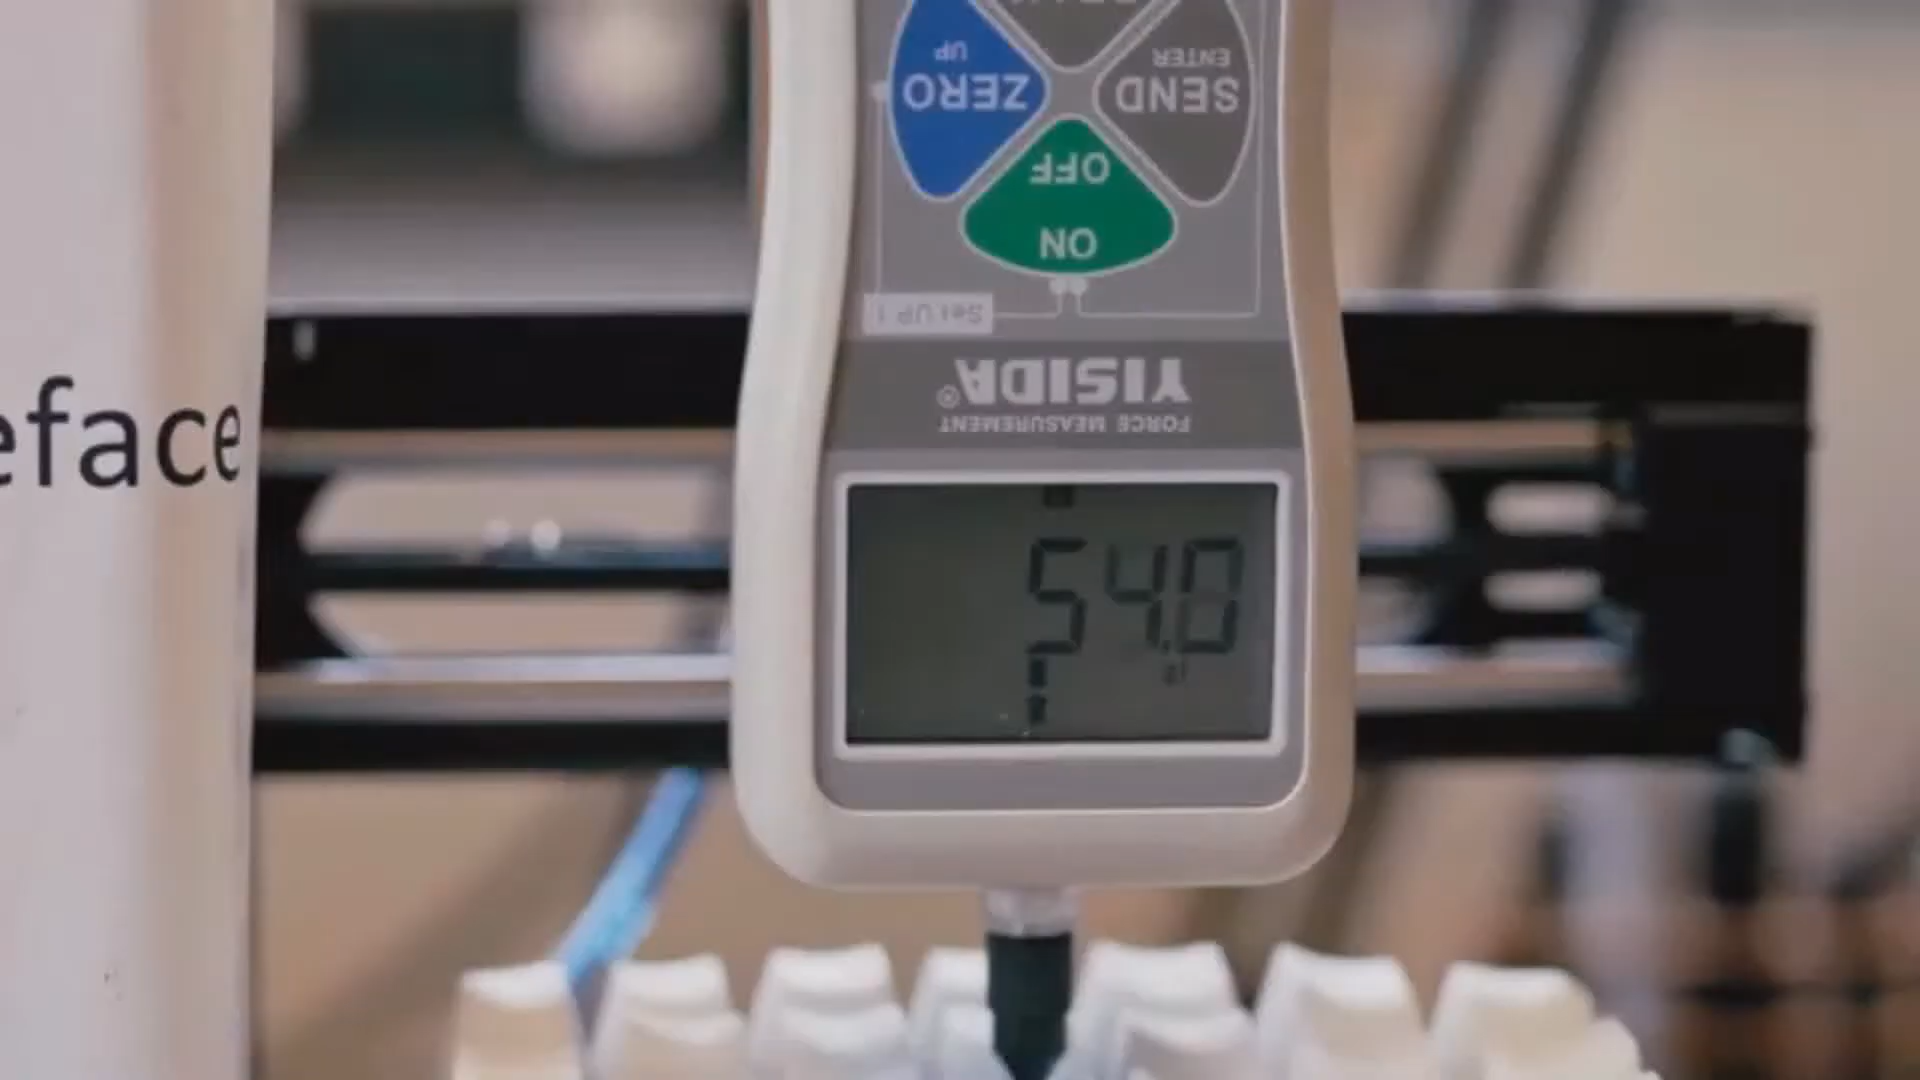 eface
54.0
FORCE MEASUREMENT
YISIDA®
Set UP 1
ON
OFF
SEND
ENTER
ZERO
UP